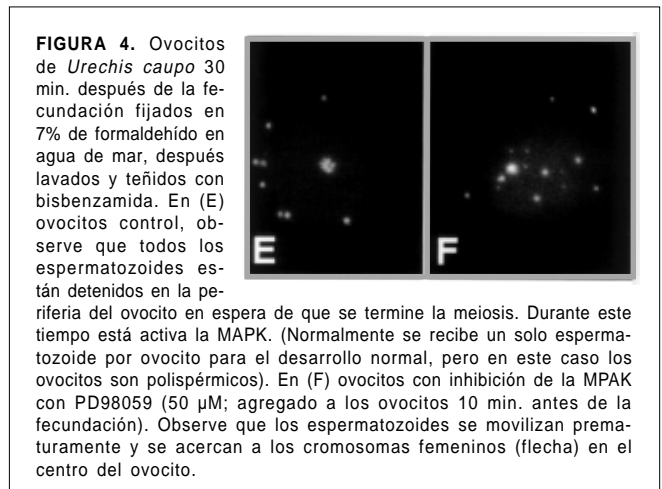 FIGURA 4. Ovocitos
de Urechis caupo 30
min. después de la fe-
cundación fijados en
7% de formaldehído en
agua de mar, después
lavados y teñidos con
bisbenzamida. En (E)
ovocitos control, ob-
serve que todos los
espermatozoides es-
tán detenidos en la pe-
riferia del ovocito en espera de que se termine la meiosis. Durante este
tiempo está activa la MAPK. (Normalmente se recibe un solo esperma-
tozoide por ovocito para el desarrollo normal, pero en este caso los
ovocitos son polispérmicos). En (F) ovocitos con inhibición de la MPAK
con PD98059 (50 µM; agregado a los ovocitos 10 min. antes de la
fecundación). Observe que los espermatozoides se movilizan prema-
turamente y se acercan a los cromosomas femeninos (flecha) en el
centro del ovocito.
E
F